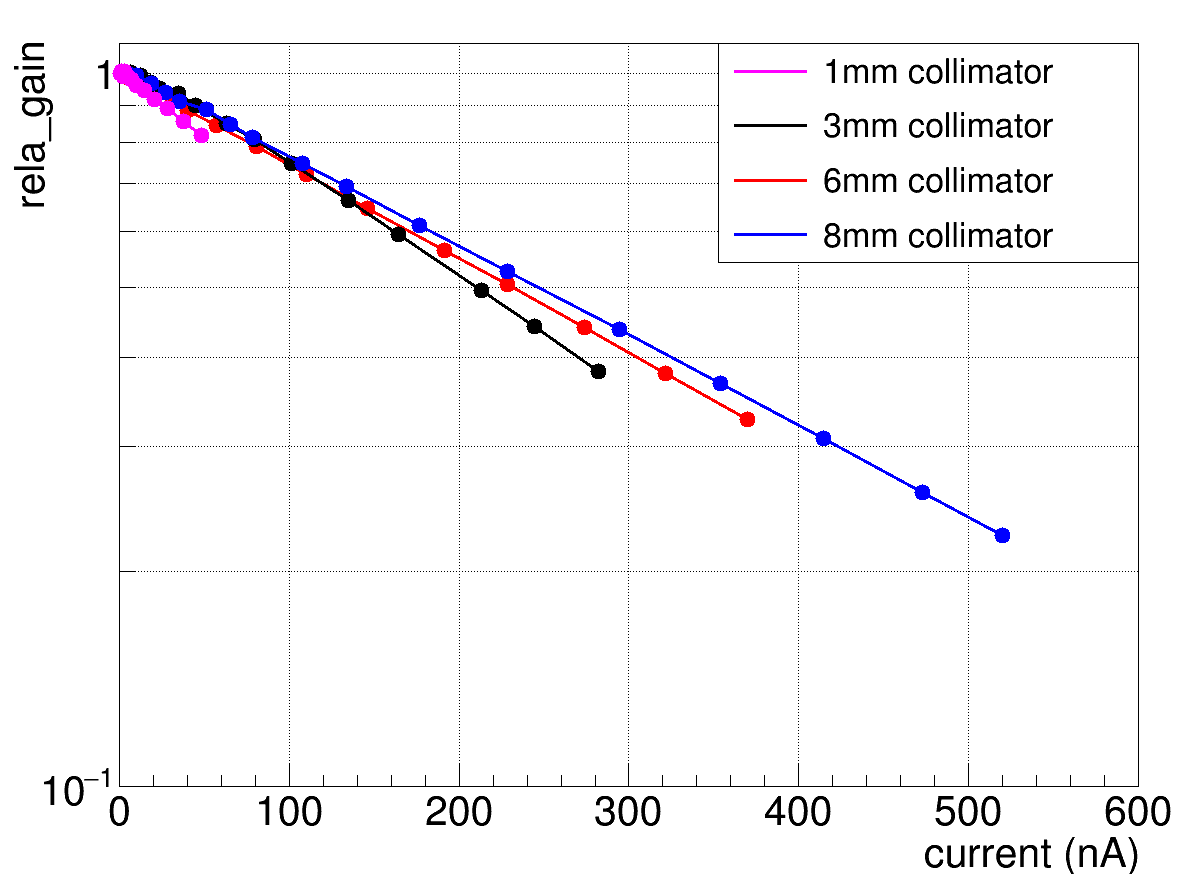 rela_gain
1
10⁻¹
1mm collimator
3mm collimator
6mm collimator
8mm collimator
0 100 200 300 400 500 600
current (nA)